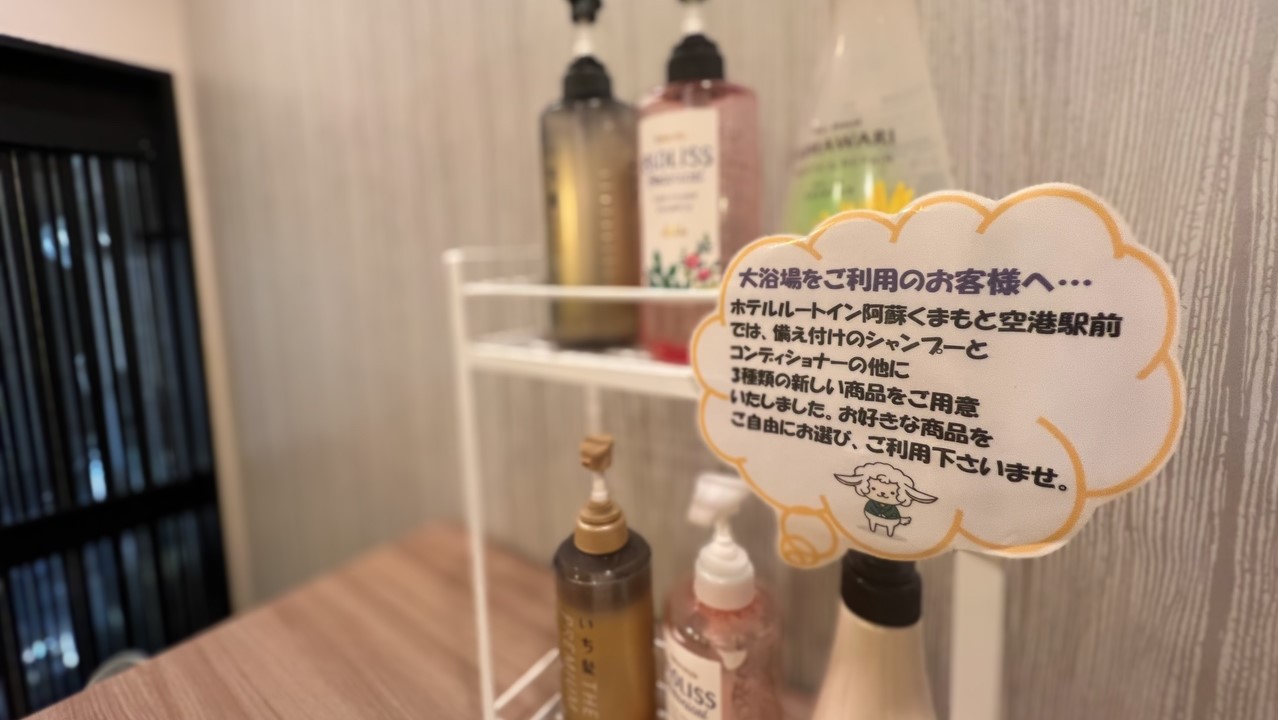 AWARI
OLISS
大浴場をご利用のお客様へ…
ホテルルートイン阿蘇くまもと空港駅前
では、備え付けのシャンプーと
コンディショナーの他に
3種類の新しい商品をご用意
いたしました。お好きな商品を
ご自由にお選び、ご利用下さいませ。
いち髪 THE
PREMIUM
OLISS